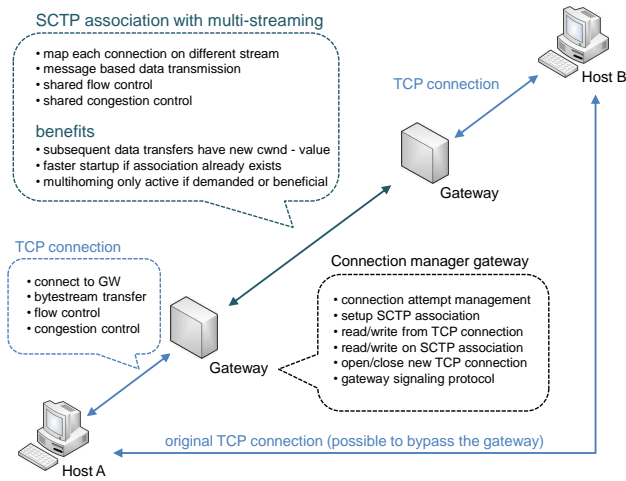 SCTP association with multi-streaming
• map each connection on different stream
• message based data transmission
• shared flow control
• shared congestion control
benefits
• subsequent data transfers have new cwnd - value
• faster startup if association already exists
• multihoming only active if demanded or beneficial
TCP connection
Host B
Gateway
TCP connection
• connect to GW
• bytestream transfer
• flow control
• congestion control
Gateway
Connection manager gateway
• connection attempt management
• setup SCTP association
• read/write from TCP connection
• read/write on SCTP association
• open/close new TCP connection
• gateway signaling protocol
original TCP connection (possible to bypass the gateway)
Host A